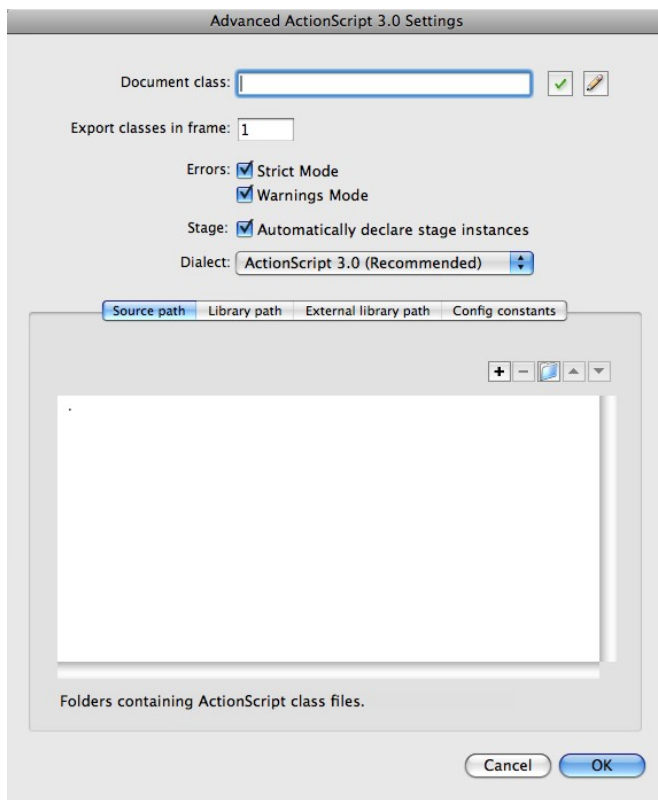 Advanced ActionScript 3.0 Settings
Document class:
Export classes in frame: 1
Errors: Strict Mode
Warnings Mode
Stage: Automatically declare stage instances
Dialect: ActionScript 3.0 (Recommended)
Source path Library path External library path Config constants
.
Folders containing ActionScript class files.
Cancel OK